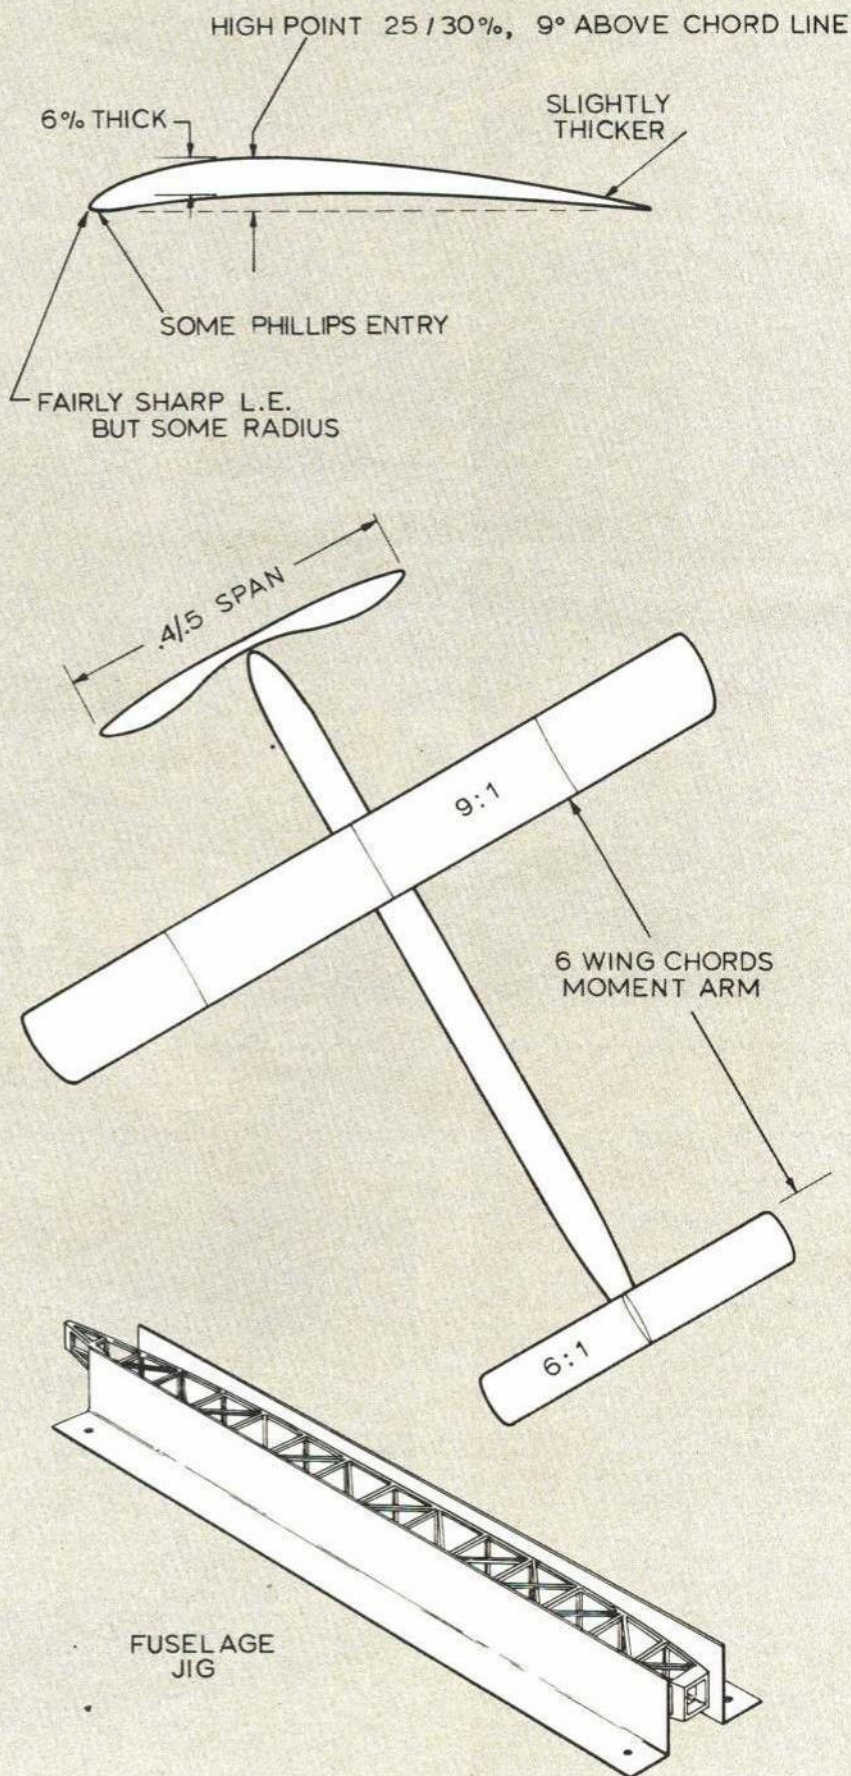 HIGH POINT 25/30%, 9° ABOVE CHORD LINE
6% THICK
SLIGHTLY
THICKER
SOME PHILLIPS ENTRY
FAIRLY SHARP L.E.
BUT SOME RADIUS
.4/.5 SPAN
9:1
6 WING CHORDS
MOMENT ARM
6:1
FUSELAGE
JIG